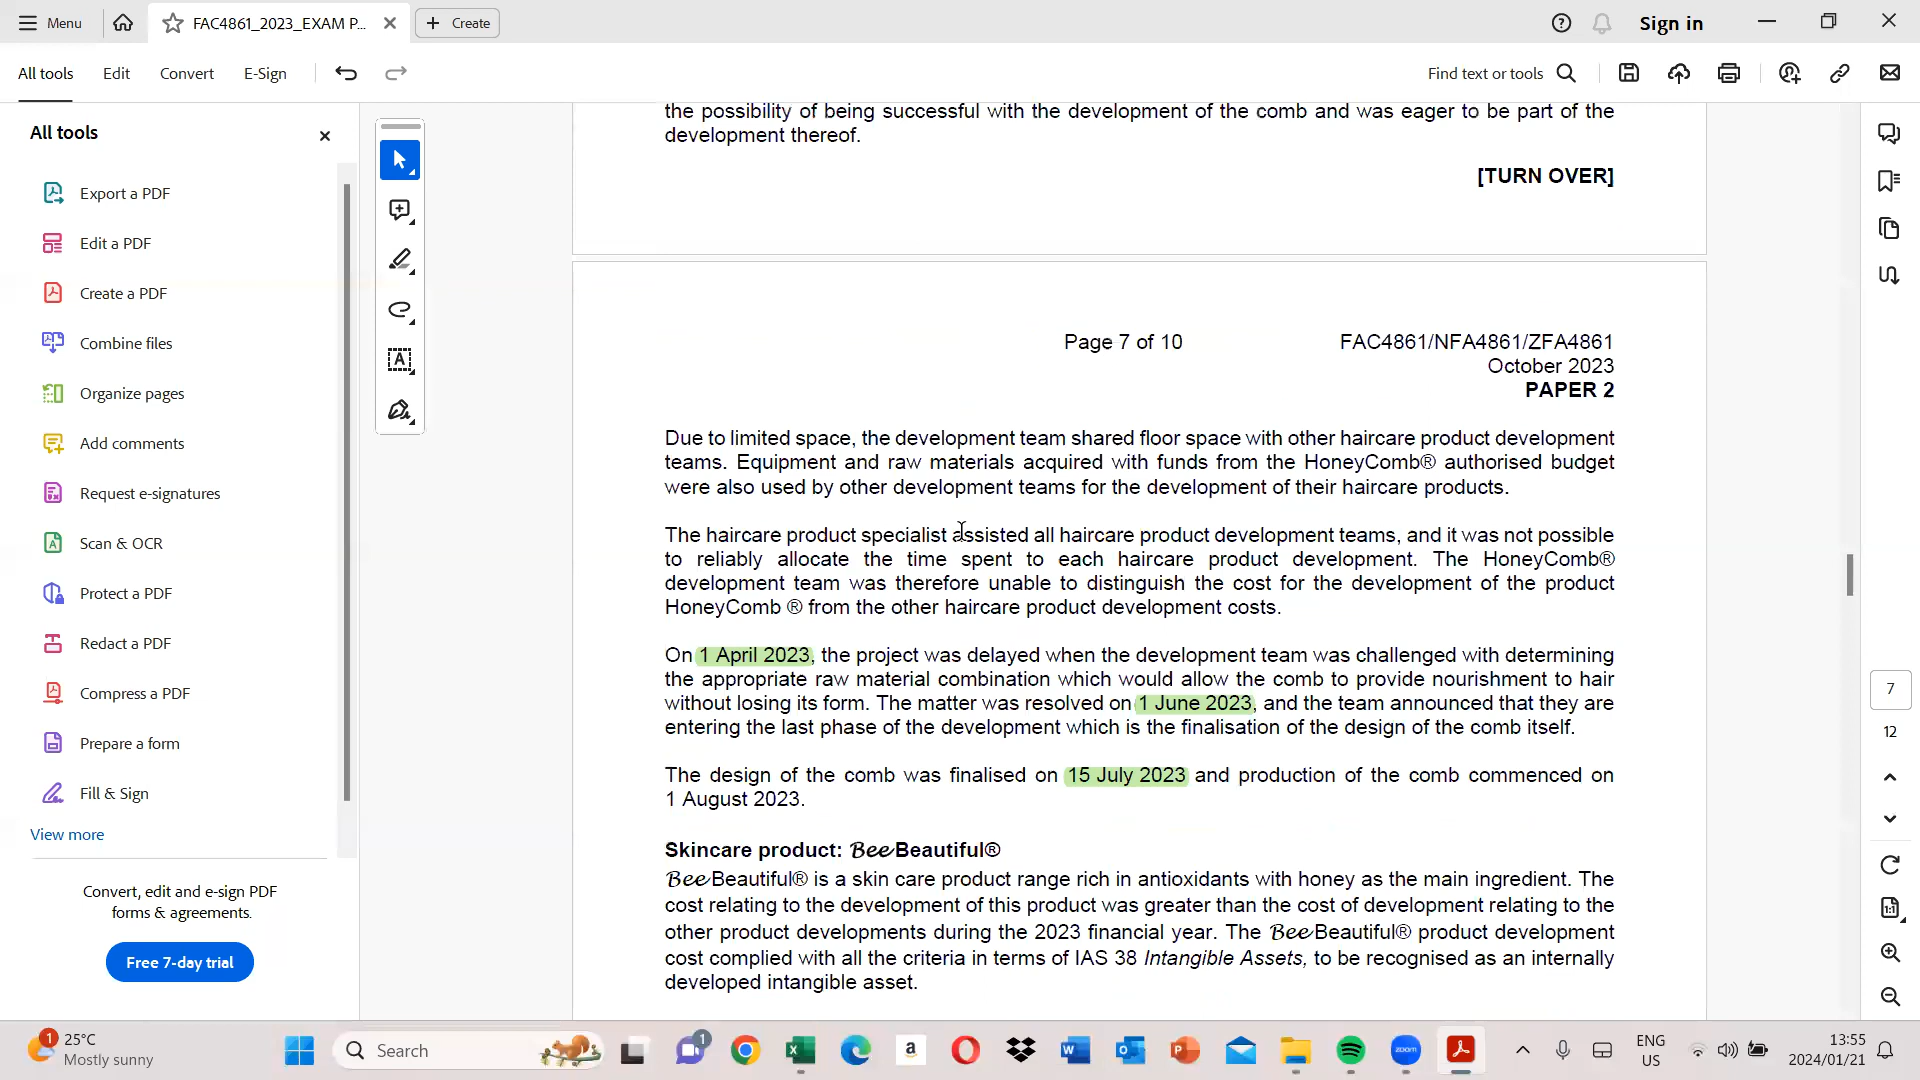 Menu
FAC4861_2023_EXAM P...
Create
Sign in
All tools
Edit
Convert
E-Sign
Find text or tools
All tools
Export a PDF
Edit a PDF
Create a PDF
Combine files
Organize pages
Add comments
Request e-signatures
Scan & OCR
Protect a PDF
Redact a PDF
Compress a PDF
Prepare a form
Fill & Sign
View more
Convert, edit and e-sign PDF
forms & agreements.
Free 7-day trial
the possibility of being successful with the development of the comb and was eager to be part of the
development thereof.
[TURN OVER]
Page 7 of 10
FAC4861/NFA4861/ZFA4861
October 2023
PAPER 2
Due to limited space, the development team shared floor space with other haircare product development
teams. Equipment and raw materials acquired with funds from the HoneyComb® authorised budget
were also used by other development teams for the development of their haircare products.
The haircare product specialist assisted all haircare product development teams, and it was not possible
to reliably allocate the time spent to each haircare product development. The HoneyComb®
development team was therefore unable to distinguish the cost for the development of the product
HoneyComb ® from the other haircare product development costs.
On 1 April 2023, the project was delayed when the development team was challenged with determining
the appropriate raw material combination which would allow the comb to provide nourishment to hair
without losing its form. The matter was resolved on 1 June 2023, and the team announced that they are
entering the last phase of the development which is the finalisation of the design of the comb itself.
The design of the comb was finalised on 15 July 2023 and production of the comb commenced on
1 August 2023.
Skincare product: BeeBeautiful®
BeeBeautiful® is a skin care product range rich in antioxidants with honey as the main ingredient. The
cost relating to the development of this product was greater than the cost of development relating to the
other product developments during the 2023 financial year. The BeeBeautiful® product development
cost complied with all the criteria in terms of IAS 38 Intangible Assets, to be recognised as an internally
developed intangible asset.
7
12
1:1
1
25°C
Mostly sunny
Search
1
a
zoom
ENG
US
13:55
2024/01/21